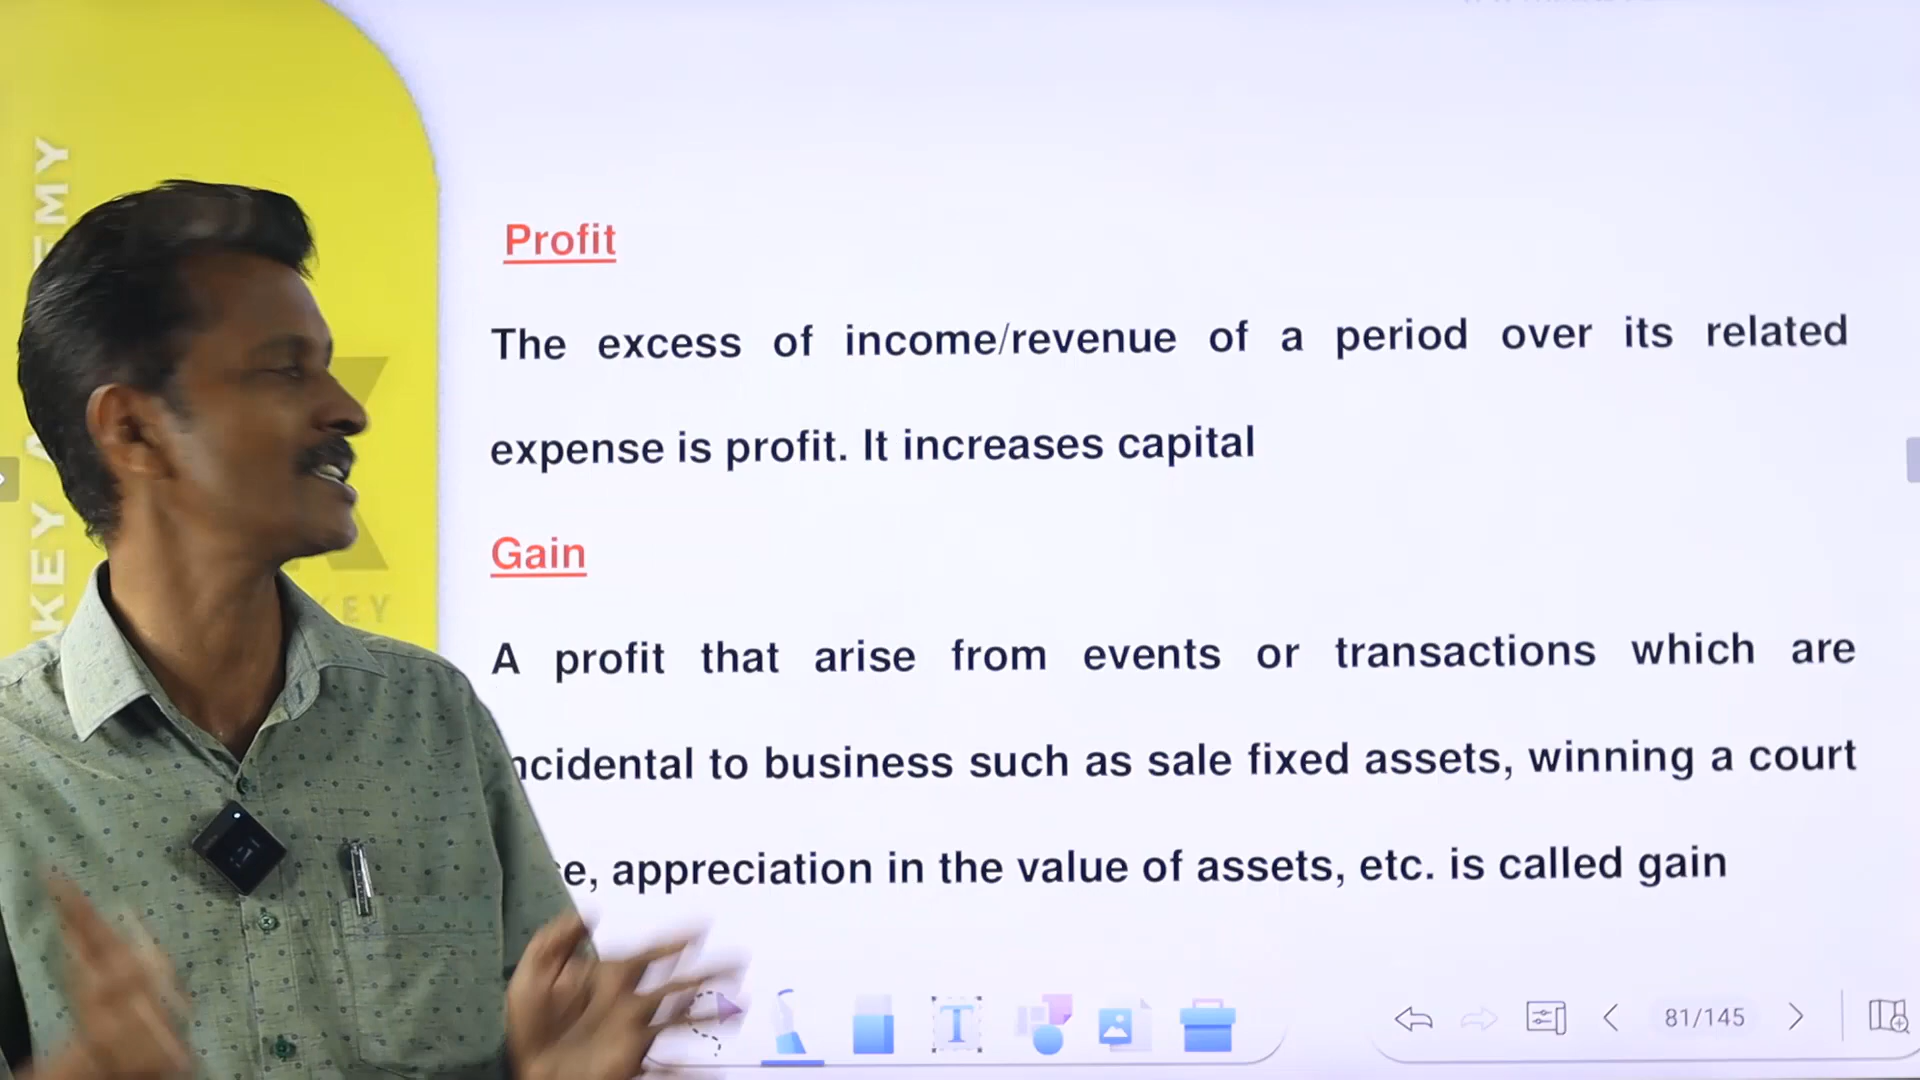 Profit
The excess of income/revenue of a period over its related
expense is profit. It increases capital
Gain
A profit that arise from events or transactions which are
to business such as sale fixed assets, winning a court
appreciation in the value of assets, etc. is called gain
81/145
KEY
EY
T